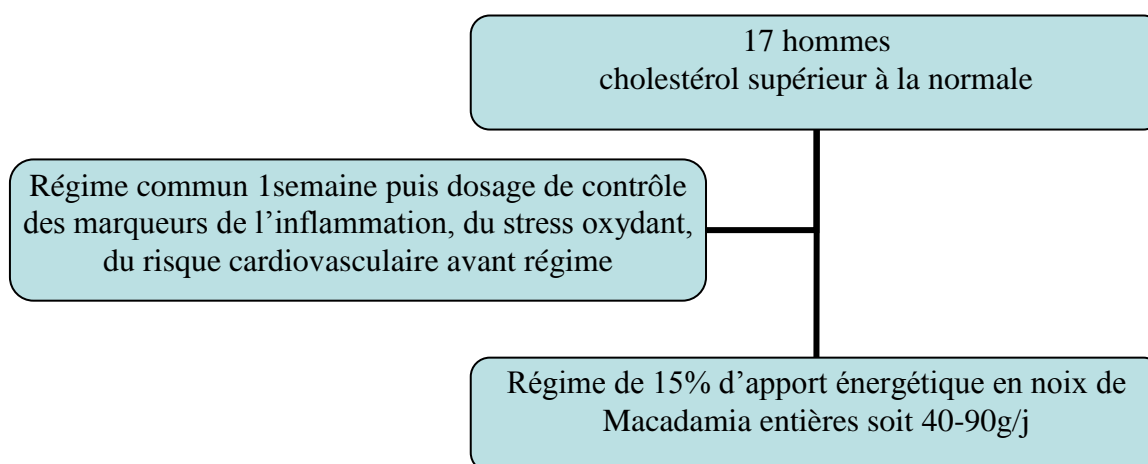 17 hommes
cholestérol supérieur à la normale
Régime commun 1semaine puis dosage de contrôle
des marqueurs de l’inflammation, du stress oxydant,
du risque cardiovasculaire avant régime
Régime de 15% d’apport énergétique en noix de
Macadamia entières soit 40-90g/j